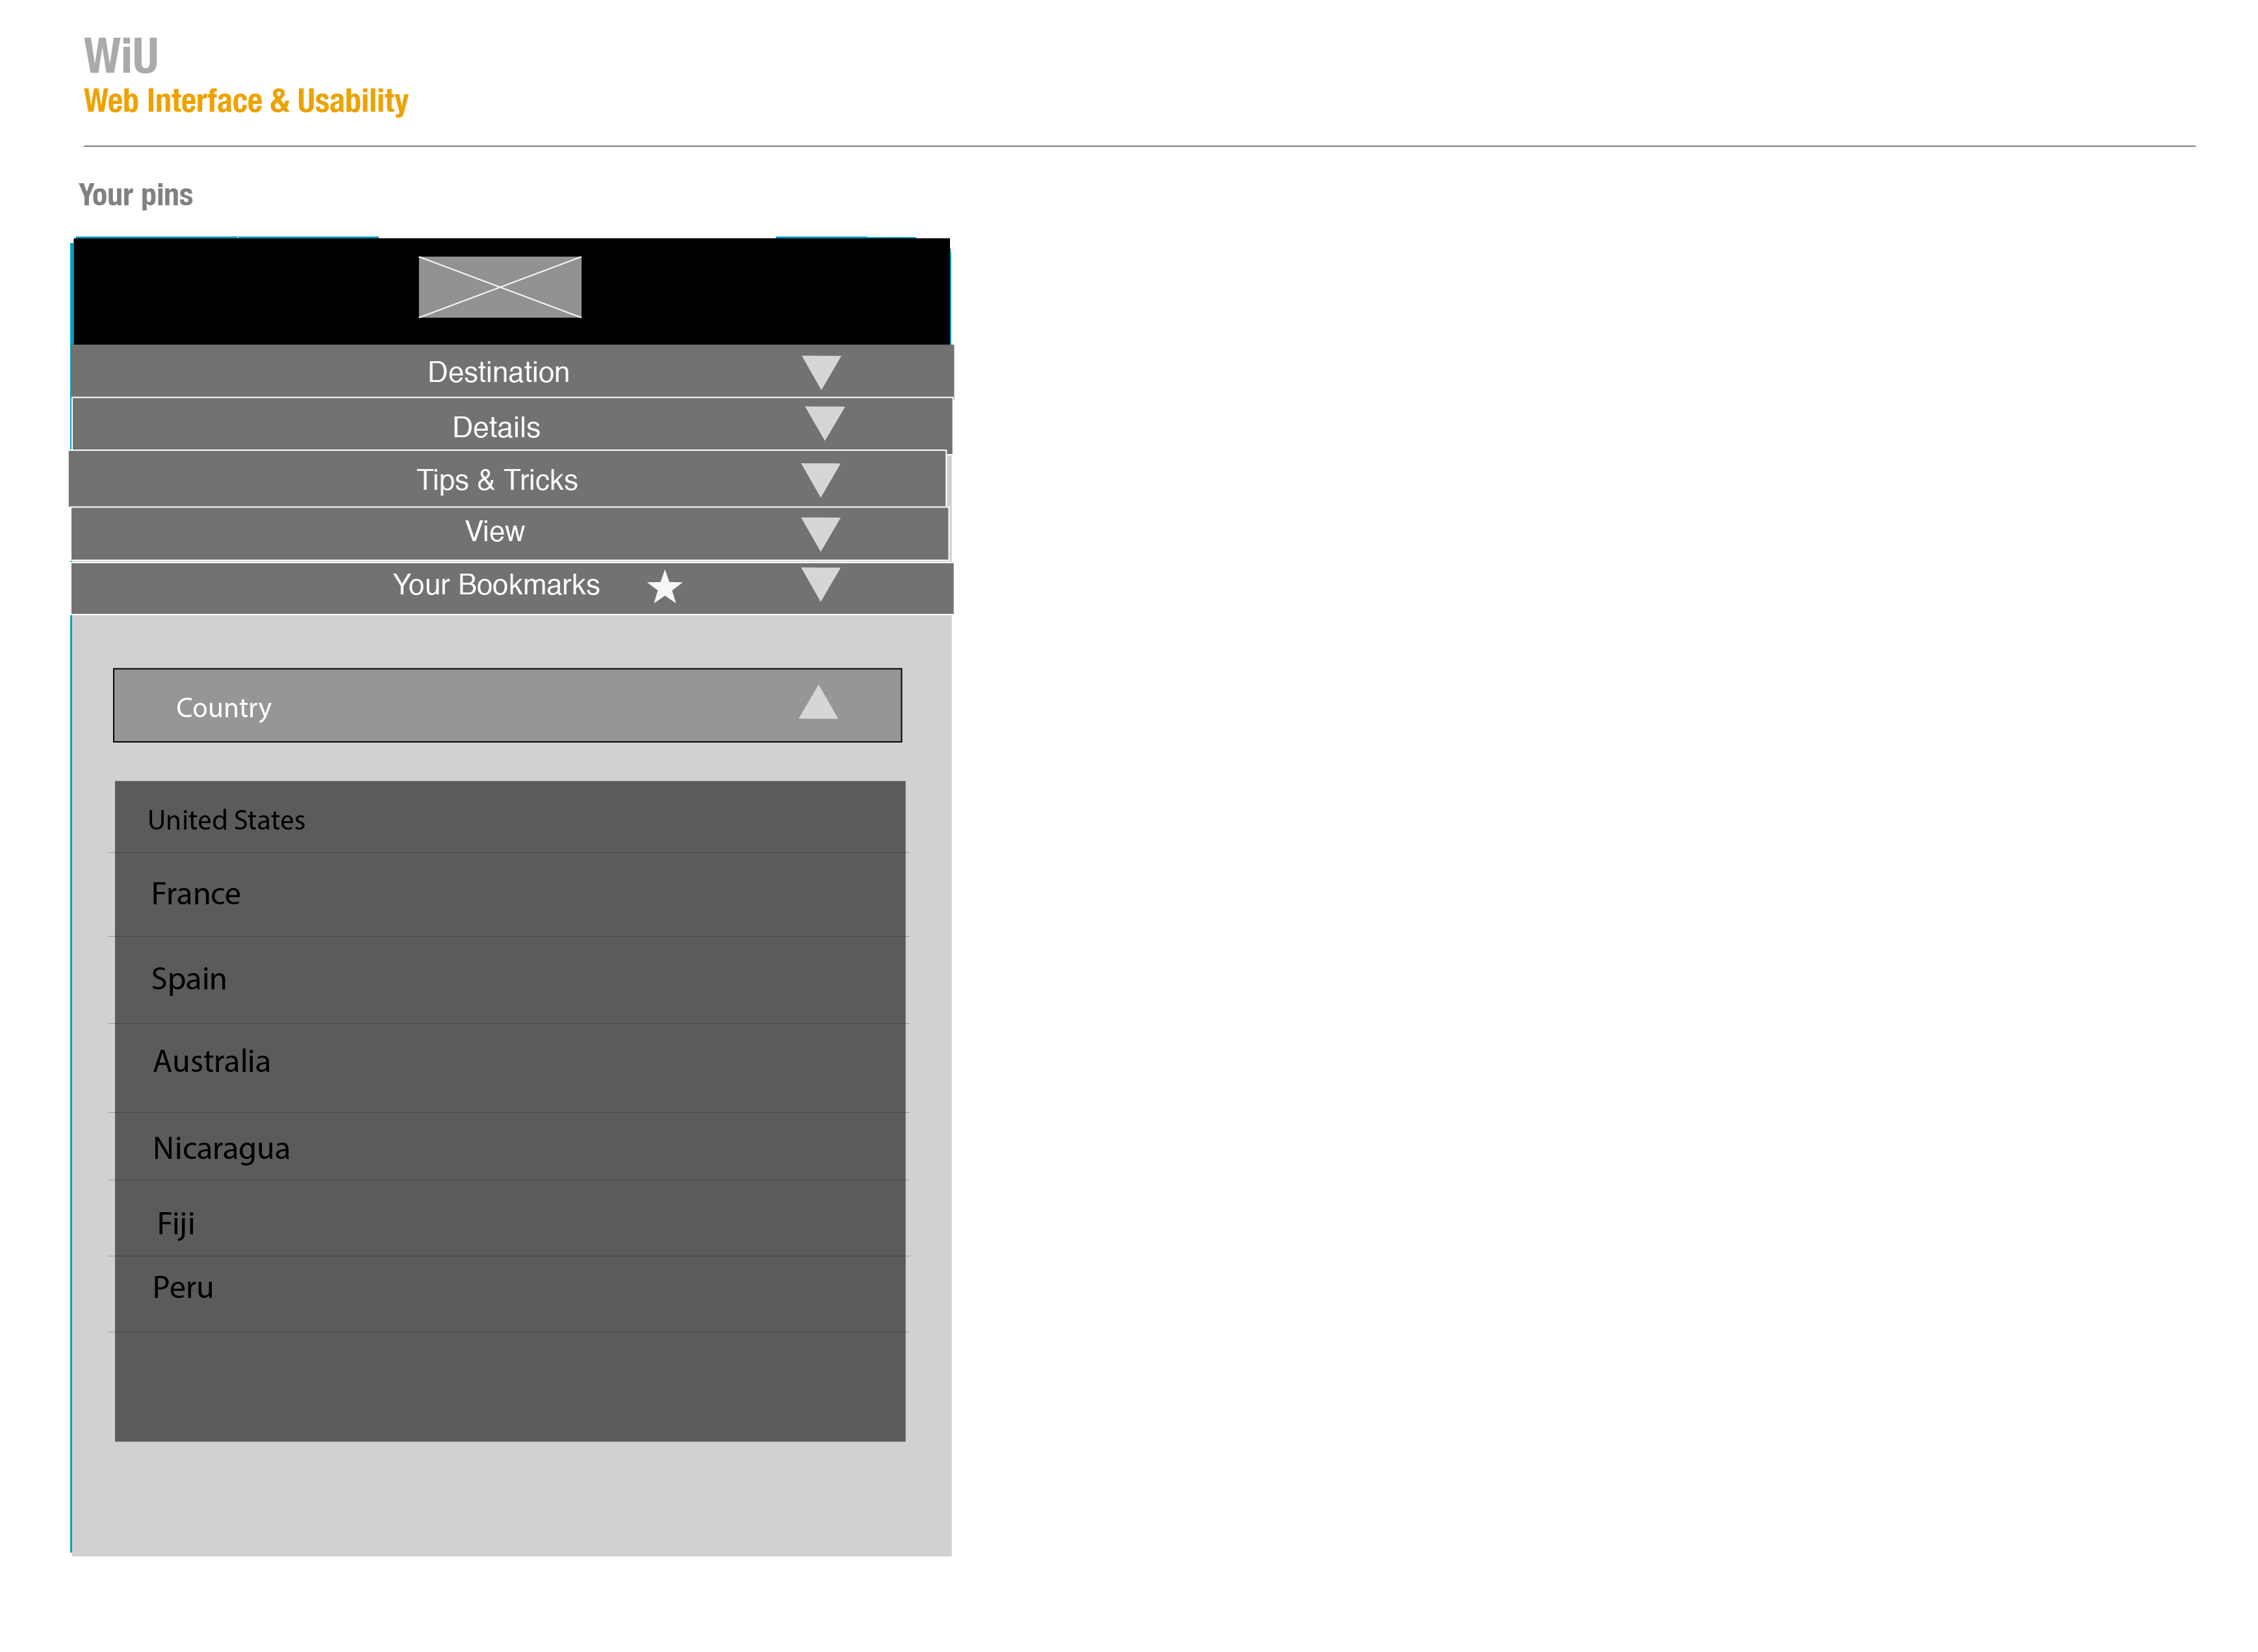 WiU
Web Interface & Usability
Your pins
Destination
Details
Tips & Tricks
View
Your Bookmarks
Country
United States
France
Spain
Australia
Nicaragua
Fiji
Peru